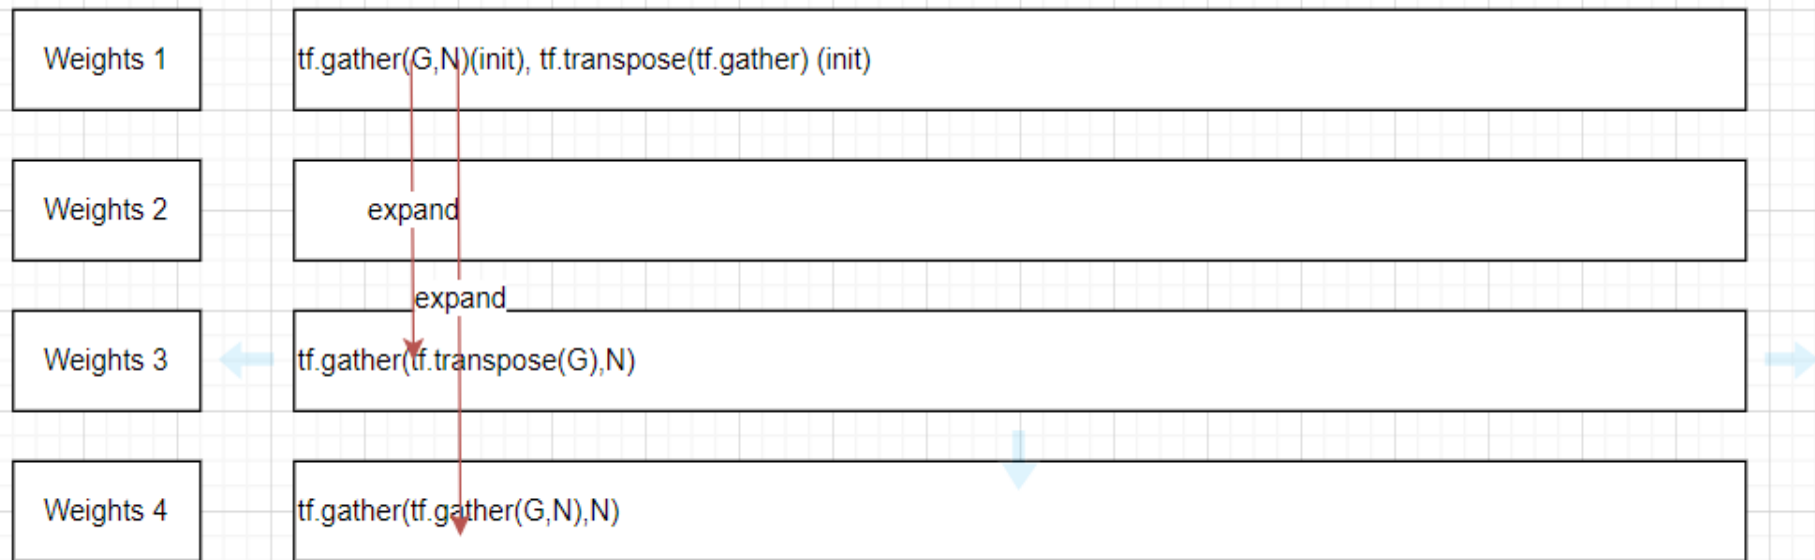 Weights 1
tf.gather(G,N)(init), tf.transpose(tf.gather) (init)
Weights 2
expand
expand
Weights 3
tf.gather(tf.transpose(G),N)
Weights 4
tf.gather(tf.gather(G,N),N)